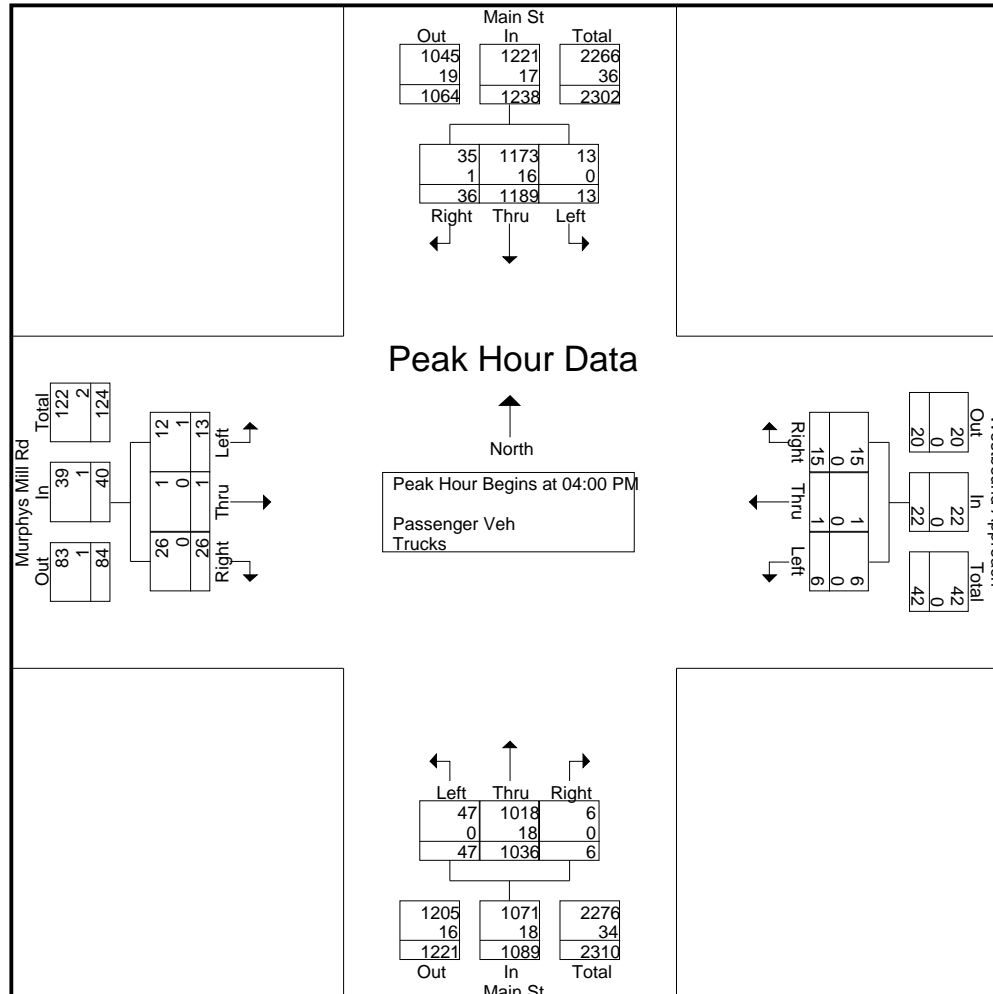 Main St
Out In Total
1045 1221 2266
19 17 36
1064 1238 2302
35 1173 13
1 16 0
36 1189 13
Right Thru Left
Peak Hour Data
North
Peak Hour Begins at 04:00 PM
Passenger Veh
Trucks
Murphys Mill Rd
Out In Total
83 39 122
1 1 2
84 40 124
Right Thru Left
26 1 12
0 0 1
26 1 13
Out In Total
20 22 42
0 0 0
20 22 42
Right Thru Left
15 1 6
0 0 0
15 1 6
Left Thru Right
47 1018 6
0 18 0
47 1036 6
1205 1071 2276
16 18 34
1221 1089 2310
Out In Total
Main St